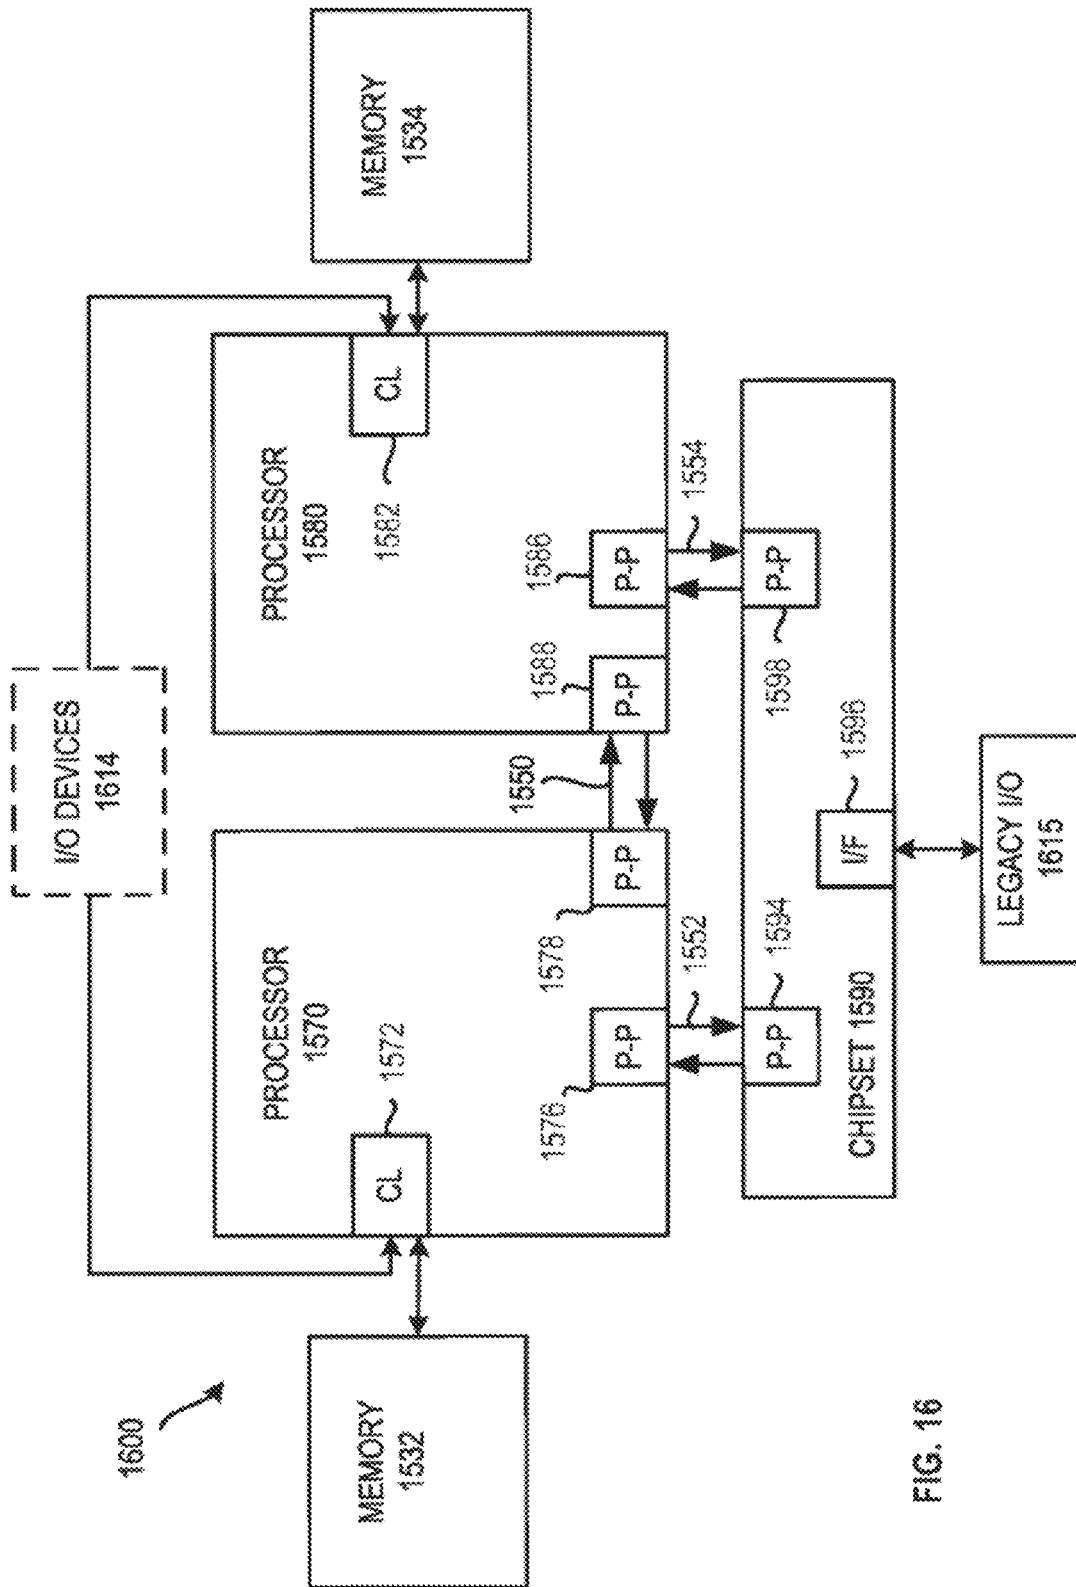 1600
I/O DEVICES
1614
MEMORY
1532
PROCESSOR
1570
CL
1572
PROCESSOR
1580
CL
1582
MEMORY
1534
1550
1576
P-P
1578
P-P
1588
P-P
1586
P-P
1552
1554
P-P
1594
P-P
1598
CHIPSET 1590
I/F
1596
LEGACY I/O
1615
FIG. 16